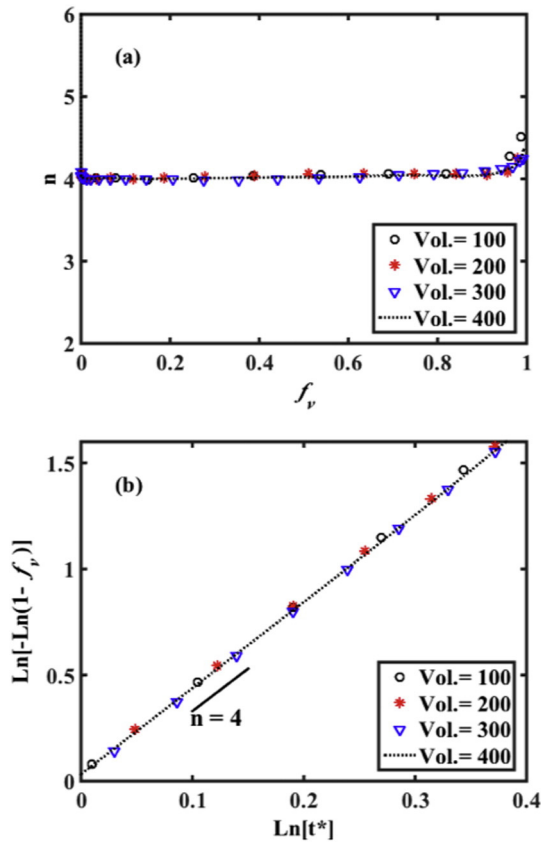 6
(a)
5
n
4
3
2
Vol.= 100
Vol.= 200
Vol.= 300
Vol.= 400
0 0.2 0.4 0.6 0.8 1
fν
1.5
(b)
Ln[-Ln(1- fν)]
1
0.5
n = 4
0
Vol.= 100
Vol.= 200
Vol.= 300
Vol.= 400
0 0.1 0.2 0.3 0.4
Ln[t*]